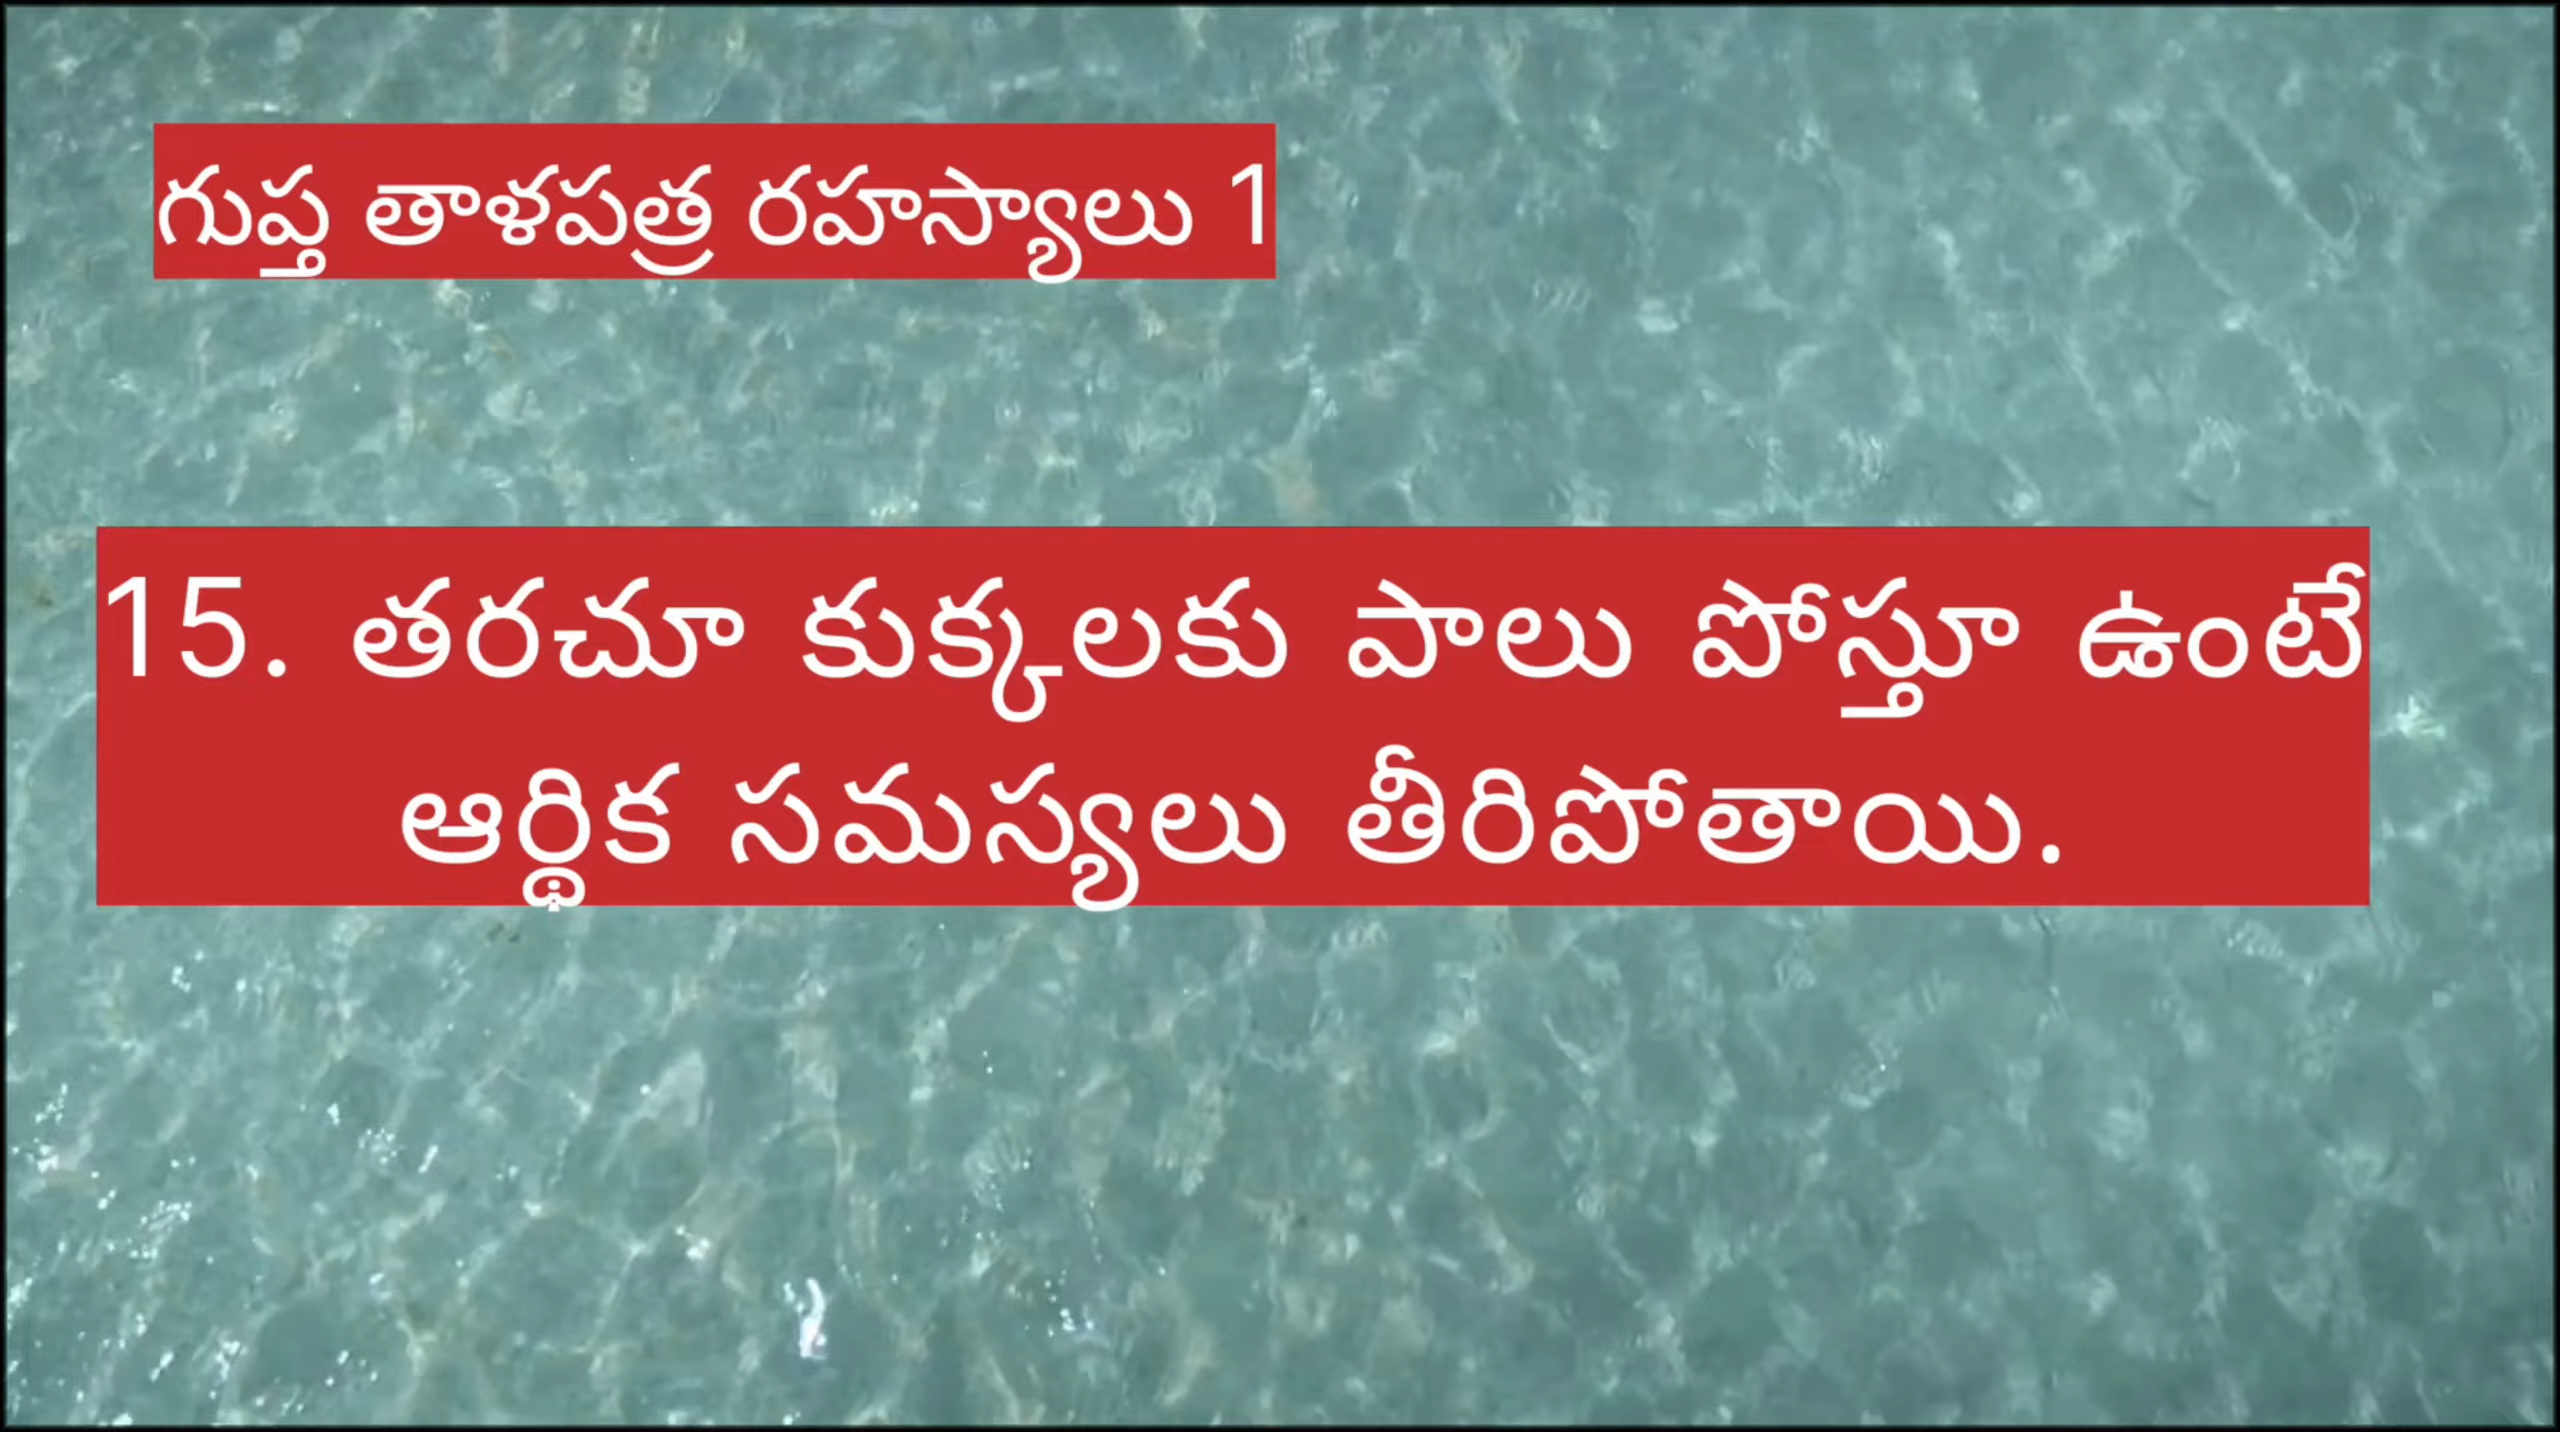 గుప్త తాళపత్ర రహస్యాలు 1
15. తరచూ కుక్కలకు పాలు పోస్తూ ఉంటే
ఆర్థిక సమస్యలు తీరిపోతాయి.